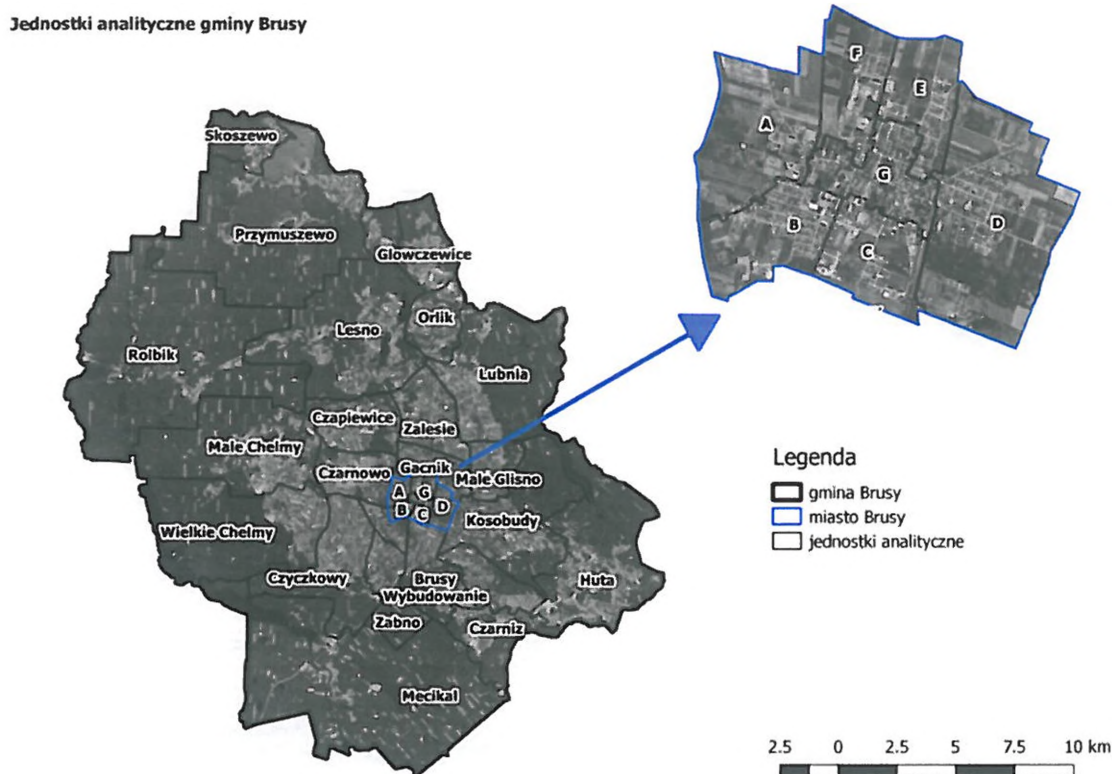 Jednostki analityczne gminy Brusy
F
E
A
G
B
D
C
Skoszewo
Przymuszewo
Glowczewice
Orlik
Lesno
Rolbik
Lubnia
Czapiewice
Zalesie
Male Chelmy
Czarnowo
Gacnik
Male Glisno
A
G
B
C
D
Kosobudy
Wielkie Chelmy
Czyczkowy
Brusy
Wybudowanie
Huta
Zabno
Czarniz
Mecikal
Legenda
gmina Brusy
miasto Brusy
jednostki analityczne
2.5 0 2.5 5 7.5 10 km